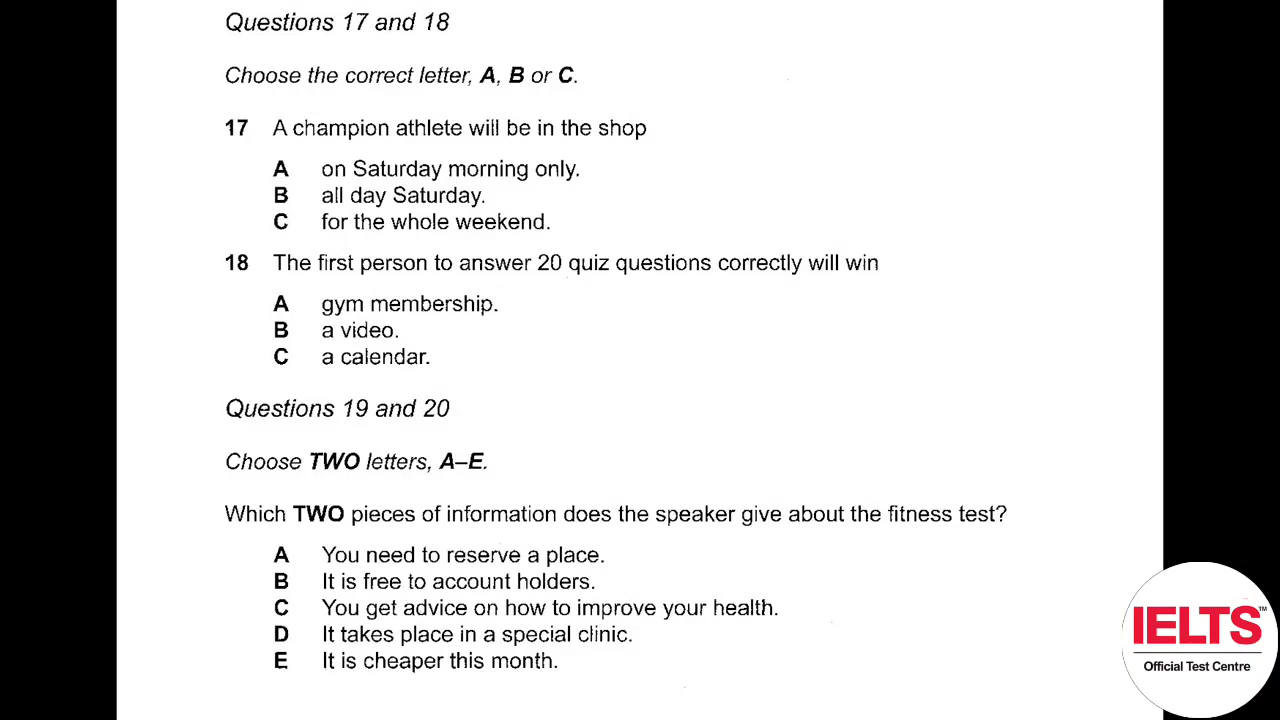 Questions 17 and 18
Choose the correct letter, A, B or C.
17 A champion athlete will be in the shop
A on Saturday morning only.
B all day Saturday.
C for the whole weekend.
18 The first person to answer 20 quiz questions correctly will win
A gym membership.
B a video.
C a calendar.
Questions 19 and 20
Choose TWO letters, A–E.
Which TWO pieces of information does the speaker give about the fitness test?
A You need to reserve a place.
B It is free to account holders.
C You get advice on how to improve your health.
D It takes place in a special clinic.
E It is cheaper this month.
IELTS™
Official Test Centre